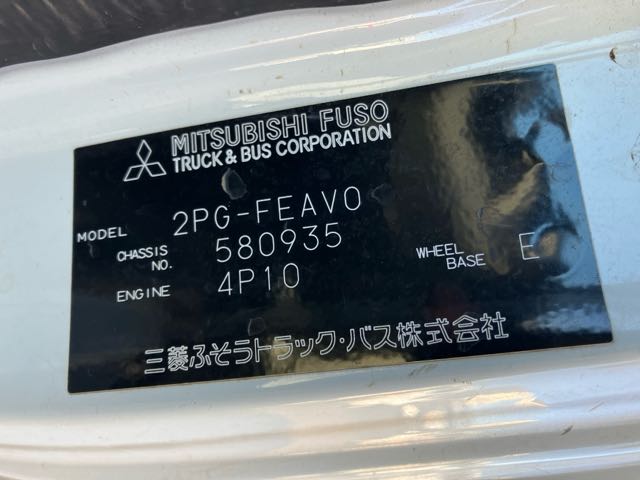 MITSUBISHI FUSO
TRUCK & BUS CORPORATION
MODEL 2PG-FEAV0
CHASSIS NO. 580935
ENGINE 4P10
WHEEL BASE E
三菱ふそうトラック・バス株式会社